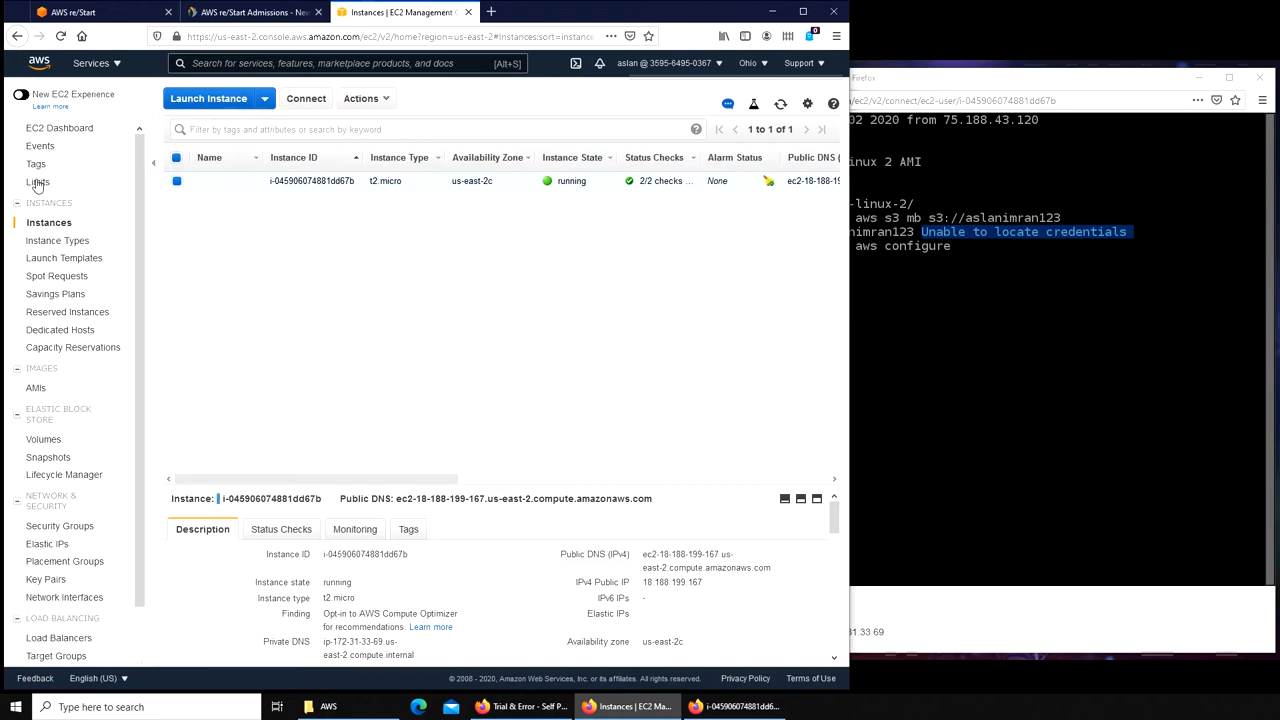 AWS re/Start
AWS re/Start Admissions - New
Instances | EC2 Management C
https://us-east-2.console.aws.amazon.com/ec2/v2/home?region=us-east-2#Instances:sort=instance
aws
Services
Search for services, features, marketplace products, and docs
[Alt+S]
aslan @ 3595-6495-0367
Ohio
Support
New EC2 Experience
Learn more
EC2 Dashboard
Events
Tags
Limits
INSTANCES
Instances
Instance Types
Launch Templates
Spot Requests
Savings Plans
Reserved Instances
Dedicated Hosts
Capacity Reservations
IMAGES
AMIs
ELASTIC BLOCK
STORE
Volumes
Snapshots
Lifecycle Manager
NETWORK &
SECURITY
Security Groups
Elastic IPs
Placement Groups
Key Pairs
Network Interfaces
LOAD BALANCING
Load Balancers
Target Groups
Launch Instance
Connect
Actions
Filter by tags and attributes or search by keyword
1 to 1 of 1
Name Instance ID Instance Type Availability Zone Instance State Status Checks Alarm Status Public DNS (
i-045906074881dd67b t2.micro us-east-2c running 2/2 checks ... None ec2-18-188-19
Instance: i-045906074881dd67b Public DNS: ec2-18-188-199-167.us-east-2.compute.amazonaws.com
Description Status Checks Monitoring Tags
Instance ID i-045906074881dd67b
Instance state running
Instance type t2.micro
Finding Opt-in to AWS Compute Optimizer
for recommendations. Learn more
Private DNS ip-172-31-33-69.us-
east-2.compute.internal
Public DNS (IPv4) ec2-18-188-199-167.us-
east-2.compute.amazonaws.com
IPv4 Public IP 18.188.199.167
IPv6 IPs -
Elastic IPs
Availability zone us-east-2c
Feedback
English (US)
© 2008 - 2020, Amazon Web Services, Inc. or its affiliates. All rights reserved.
Privacy Policy
Terms of Use
Firefox
/ec2/v2/connect/ec2-user/i-045906074881dd67b
02 2020 from 75.188.43.120
inux 2 AMI
-linux-2/
aws s3 mb s3://aslanimran123
nimran123 Unable to locate credentials
aws configure
31.33.69
Type here to search
AWS
Trial & Error - Self P...
Instances | EC2 Ma...
i-045906074881dd6...